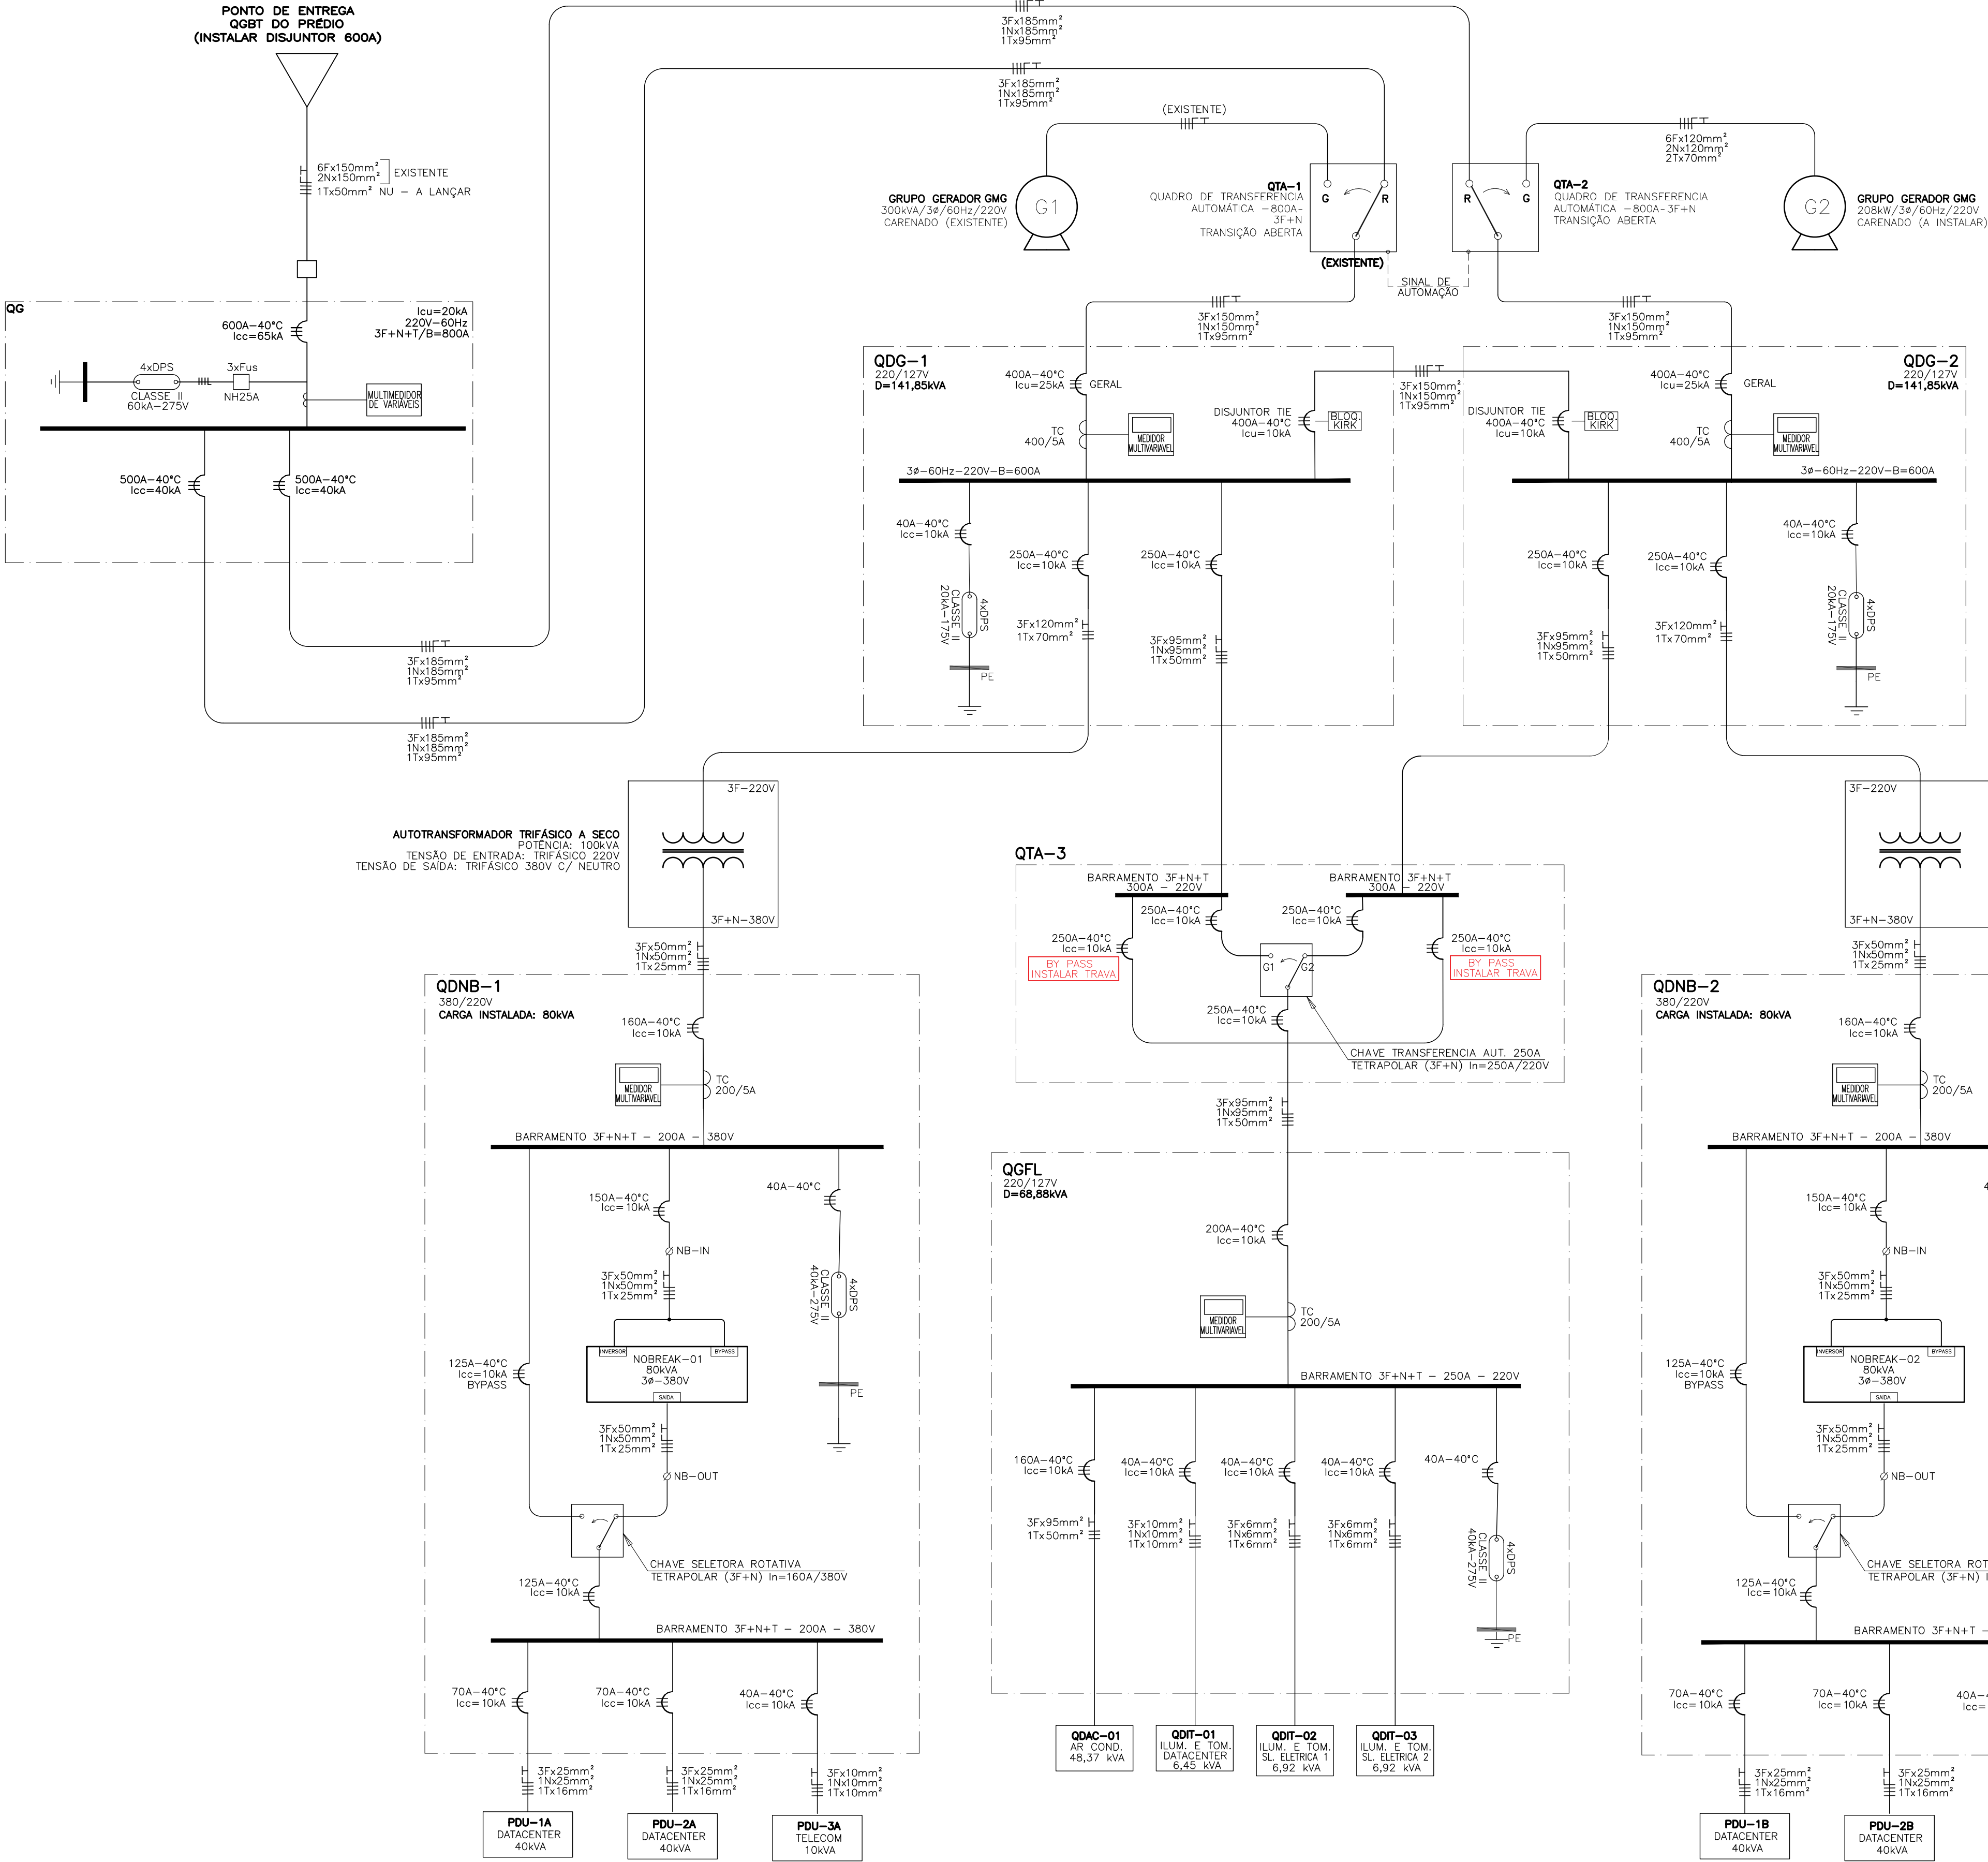 PONTO DE ENTREGA
QGBT DO PRÉDIO
(INSTALAR DISJUNTOR 600A)
6Fx150mm²
2Nx150mm²
EXISTENTE
1Tx50mm² NU – A LANÇAR
QG
Icu=20kA
220V–60Hz
3F+N+T/B=800A
600A–40°C
Icc=65kA
4xDPS
CLASSE II
60kA–275V
3xFus
NH25A
MULTIMEDIDOR
DE VARIÁVEIS
500A–40°C
Icc=40kA
500A–40°C
Icc=40kA
3Fx185mm²
1Nx185mm²
1Tx95mm²
3Fx185mm²
1Nx185mm²
1Tx95mm²
3Fx185mm²
1Nx185mm²
1Tx95mm²
3Fx185mm²
1Nx185mm²
1Tx95mm²
(EXISTENTE)
GRUPO GERADOR GMG
300kVA/3ø/60Hz/220V
CARENADO (EXISTENTE)
G1
QTA–1
QUADRO DE TRANSFERENCIA
AUTOMÁTICA –800A–
3F+N
TRANSIÇÃO ABERTA
G
R
(EXISTENTE)
SINAL DE
AUTOMAÇÃO
R
G
QTA–2
QUADRO DE TRANSFERENCIA
AUTOMÁTICA –800A–3F+N
TRANSIÇÃO ABERTA
6Fx120mm²
2Nx120mm²
2Tx70mm²
G2
GRUPO GERADOR GMG
208kW/3ø/60Hz/220V
CARENADO (A INSTALAR)
3Fx150mm²
1Nx150mm²
1Tx95mm²
3Fx150mm²
1Nx150mm²
1Tx95mm²
QDG–1
220/127V
D=141,85kVA
400A–40°C
Icu=25kA
GERAL
TC
400/5A
MEDIDOR
MULTIVARIAVEL
DISJUNTOR TIE
400A–40°C
Icu=10kA
BLOQ.
KIRK
3ø–60Hz–220V–B=600A
40A–40°C
Icc=10kA
250A–40°C
Icc=10kA
250A–40°C
Icc=10kA
4xDPS
CLASSE II
20kA–175V
PE
3Fx120mm²
1Tx70mm²
3Fx95mm²
1Nx95mm²
1Tx50mm²
3Fx150mm²
1Nx150mm²
1Tx95mm²
QDG–2
220/127V
D=141,85kVA
400A–40°C
Icu=25kA
GERAL
DISJUNTOR TIE
400A–40°C
Icu=10kA
BLOQ.
KIRK
TC
400/5A
MEDIDOR
MULTIVARIAVEL
3ø–60Hz–220V–B=600A
250A–40°C
Icc=10kA
250A–40°C
Icc=10kA
40A–40°C
Icc=10kA
3Fx95mm²
1Nx95mm²
1Tx50mm²
3Fx120mm²
1Tx70mm²
4xDPS
CLASSE II
20kA–175V
PE
AUTOTRANSFORMADOR TRIFÁSICO A SECO
POTÊNCIA: 100kVA
TENSÃO DE ENTRADA: TRIFÁSICO 220V
TENSÃO DE SAÍDA: TRIFÁSICO 380V C/ NEUTRO
3F–220V
3F+N–380V
3Fx50mm²
1Nx50mm²
1Tx25mm²
QTA–3
BARRAMENTO 3F+N+T
300A – 220V
BARRAMENTO 3F+N+T
300A – 220V
250A–40°C
Icc=10kA
250A–40°C
Icc=10kA
250A–40°C
Icc=10kA
BY PASS
INSTALAR TRAVA
250A–40°C
Icc=10kA
BY PASS
INSTALAR TRAVA
G1
G2
250A–40°C
Icc=10kA
CHAVE TRANSFERENCIA AUT. 250A
TETRAPOLAR (3F+N) In=250A/220V
3Fx95mm²
1Nx95mm²
1Tx50mm²
3F–220V
3F+N–380V
3Fx50mm²
1Nx50mm²
1Tx25mm²
QDNB–1
380/220V
CARGA INSTALADA: 80kVA
160A–40°C
Icc=10kA
MEDIDOR
MULTIVARIAVEL
TC
200/5A
BARRAMENTO 3F+N+T – 200A – 380V
150A–40°C
Icc=10kA
40A–40°C
NB–IN
3Fx50mm²
1Nx50mm²
1Tx25mm²
4xDPS
CLASSE II
40kA–275V
PE
125A–40°C
Icc=10kA
BYPASS
INVERSOR
BYPASS
NOBREAK–01
80kVA
3ø–380V
SAÍDA
3Fx50mm²
1Nx50mm²
1Tx25mm²
NB–OUT
CHAVE SELETORA ROTATIVA
TETRAPOLAR (3F+N) In=160A/380V
125A–40°C
Icc=10kA
BARRAMENTO 3F+N+T – 200A – 380V
70A–40°C
Icc=10kA
70A–40°C
Icc=10kA
40A–40°C
Icc=10kA
3Fx25mm²
1Nx25mm²
1Tx16mm²
3Fx25mm²
1Nx25mm²
1Tx16mm²
3Fx10mm²
1Nx10mm²
1Tx10mm²
PDU–1A
DATACENTER
40kVA
PDU–2A
DATACENTER
40kVA
PDU–3A
TELECOM
10kVA
QGFL
220/127V
D=68,88kVA
200A–40°C
Icc=10kA
MEDIDOR
MULTIVARIAVEL
TC
200/5A
BARRAMENTO 3F+N+T – 250A – 220V
160A–40°C
Icc=10kA
40A–40°C
Icc=10kA
40A–40°C
Icc=10kA
40A–40°C
Icc=10kA
40A–40°C
3Fx95mm²
1Tx50mm²
3Fx10mm²
1Nx10mm²
1Tx10mm²
3Fx6mm²
1Nx6mm²
1Tx6mm²
3Fx6mm²
1Nx6mm²
1Tx6mm²
4xDPS
CLASSE II
40kA–275V
PE
QDAC–01
AR COND.
48,37 kVA
QDIT–01
ILUM. E TOM.
DATACENTER
6,45 kVA
QDIT–02
ILUM. E TOM.
SL. ELETRICA 1
6,92 kVA
QDIT–03
ILUM. E TOM.
SL. ELETRICA 2
6,92 kVA
QDNB–2
380/220V
CARGA INSTALADA: 80kVA
160A–40°C
Icc=10kA
MEDIDOR
MULTIVARIAVEL
TC
200/5A
BARRAMENTO 3F+N+T – 200A – 380V
150A–40°C
Icc=10kA
4
NB–IN
3Fx50mm²
1Nx50mm²
1Tx25mm²
125A–40°C
Icc=10kA
BYPASS
INVERSOR
BYPASS
NOBREAK–02
80kVA
3ø–380V
SAÍDA
3Fx50mm²
1Nx50mm²
1Tx25mm²
NB–OUT
CHAVE SELETORA ROT
TETRAPOLAR (3F+N) I
125A–40°C
Icc=10kA
BARRAMENTO 3F+N+T –
70A–40°C
Icc=10kA
70A–40°C
Icc=10kA
40A–
Icc=
3Fx25mm²
1Nx25mm²
1Tx16mm²
3Fx25mm²
1Nx25mm²
1Tx16mm²
PDU–1B
DATACENTER
40kVA
PDU–2B
DATACENTER
40kVA